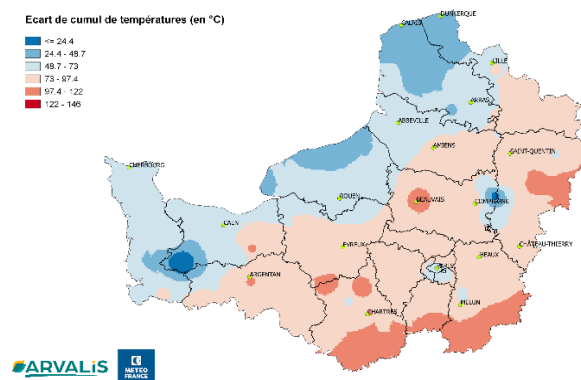 Ecart de cumul de températures (en °C)
<= 24.4
24.4 - 48.7
48.7 - 73
73 - 97.4
97.4 - 122
122 - 146
DUNKERQUE
CALAIS
LILLE
ARRAS
ABBEVILLE
AMIENS
SAINT-QUENTIN
CHERBOURG
ROUEN
BEAUVAIS
COMPIEGNE
CAEN
EVREUX
CHÂTEAU-THIERRY
MEAUX
ARGENTAN
MELUN
CHARTRES
ARVALIS
METEO
FRANCE